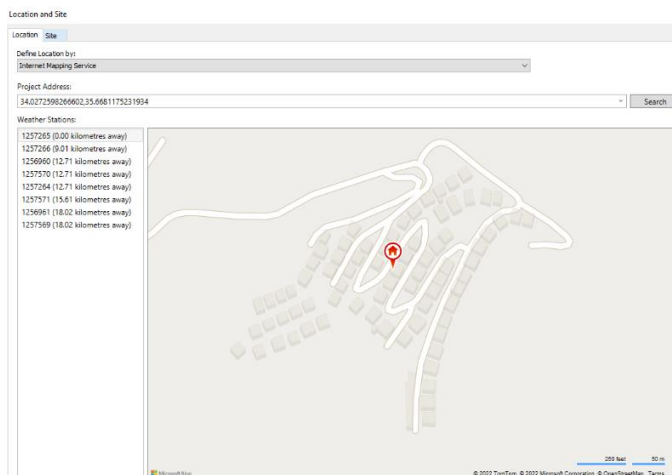 Location and Site
Location Site
Define Location by:
Internet Mapping Service
Project Address:
34.0272598266602,35.6681175231934
Search
Weather Stations:
1257265 (0.00 kilometres away)
1257266 (9.01 kilometres away)
1256960 (12.71 kilometres away)
1257570 (12.71 kilometres away)
1257264 (12.71 kilometres away)
1257571 (15.61 kilometres away)
1256961 (18.02 kilometres away)
1257569 (18.02 kilometres away)
250 feet 50 m
Microsoft Bing
© 2022 TomTom, © 2022 Microsoft Corporation, © OpenStreetMap, Terms